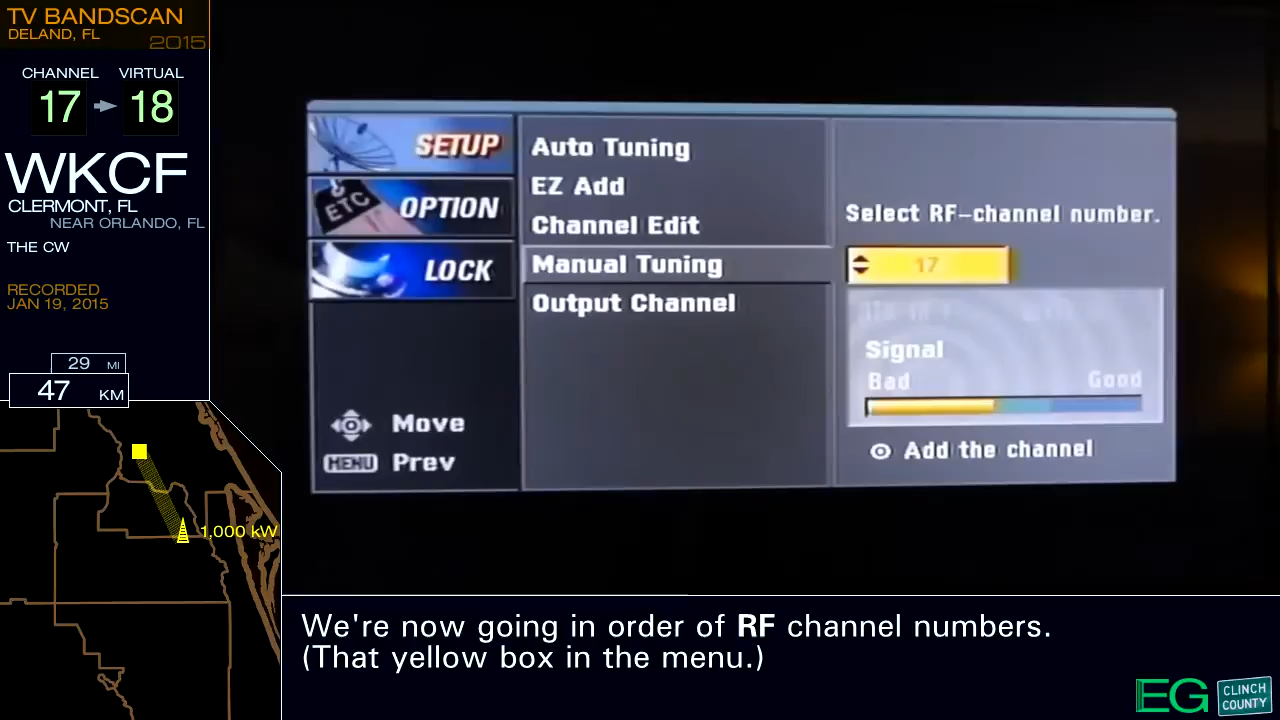 TV BANDSCAN
DELAND, FL
2015
CHANNEL VIRTUAL
17 18
WKCF
CLERMONT, FL
NEAR ORLANDO, FL
THE CW
RECORDED
JAN 19, 2015
29 MI
47 KM
1,000 kW
SETUP
OPTION
ETC
LOCK
Move
MENU Prev
Auto Tuning
EZ Add
Channel Edit
Manual Tuning
Output Channel
Select RF-channel number.
17
Signal
Bad Good
Add the channel
We're now going in order of RF channel numbers.
(That yellow box in the menu.)
EG
CLINCH
COUNTY